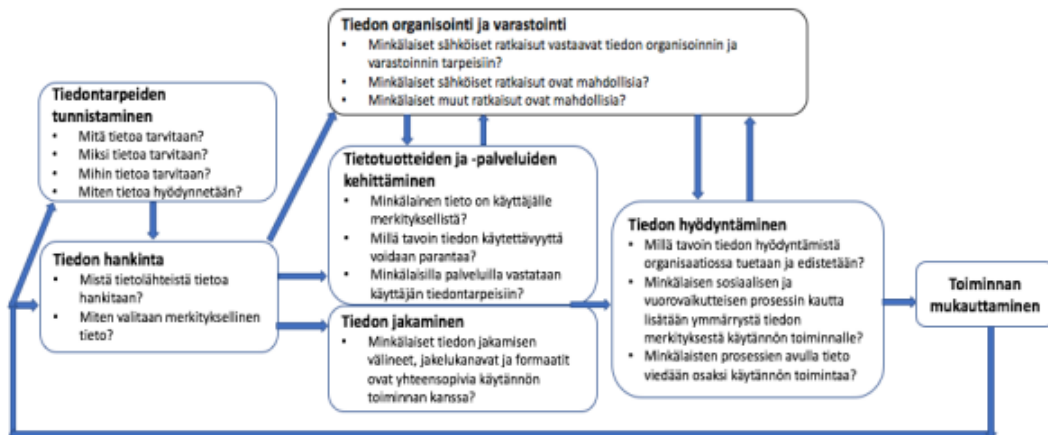 Tiedon organisointi ja varastointi
• Minkälaiset sähköiset ratkaisut vastaavat tiedon organisoinnin ja
varastoinnin tarpeisiin?
• Minkälaiset sähköiset ratkaisut ovat mahdollisia?
• Minkälaiset muut ratkaisut ovat mahdollisia?
Tiedontarpeiden
tunnistaminen
• Mitä tietoa tarvitaan?
• Miksi tietoa tarvitaan?
• Mihin tietoa tarvitaan?
• Miten tietoa hyödynnetään?
Tiedon hankinta
• Mistä tietolähteistä tietoa
hankitaan?
• Miten valitaan merkityksellinen
tieto?
Tietotuotteiden ja -palveluiden
kehittäminen
• Minkälainen tieto on käyttäjälle
merkityksellistä?
• Millä tavoin tiedon käytettävyyttä
voidaan parantaa?
• Minkälaisilla palveluilla vastataan
käyttäjän tiedontarpeisiin?
Tiedon jakaminen
• Minkälaiset tiedon jakamisen
välineet, jakelukanavat ja formaatit
ovat yhteensopivia käytännön
toiminnan kanssa?
Tiedon hyödyntäminen
• Millä tavoin tiedon hyödyntämistä
organisaatiossa tuetaan ja edistetään?
• Minkälaisen sosiaalisen ja
vuorovaikutteisen prosessin kautta
lisätään ymmärrystä tiedon
merkityksestä käytännön toiminnalle?
• Minkälaisten prosessien avulla tieto
viedään osaksi käytännön toimintaa?
Toiminnan
mukauttaminen